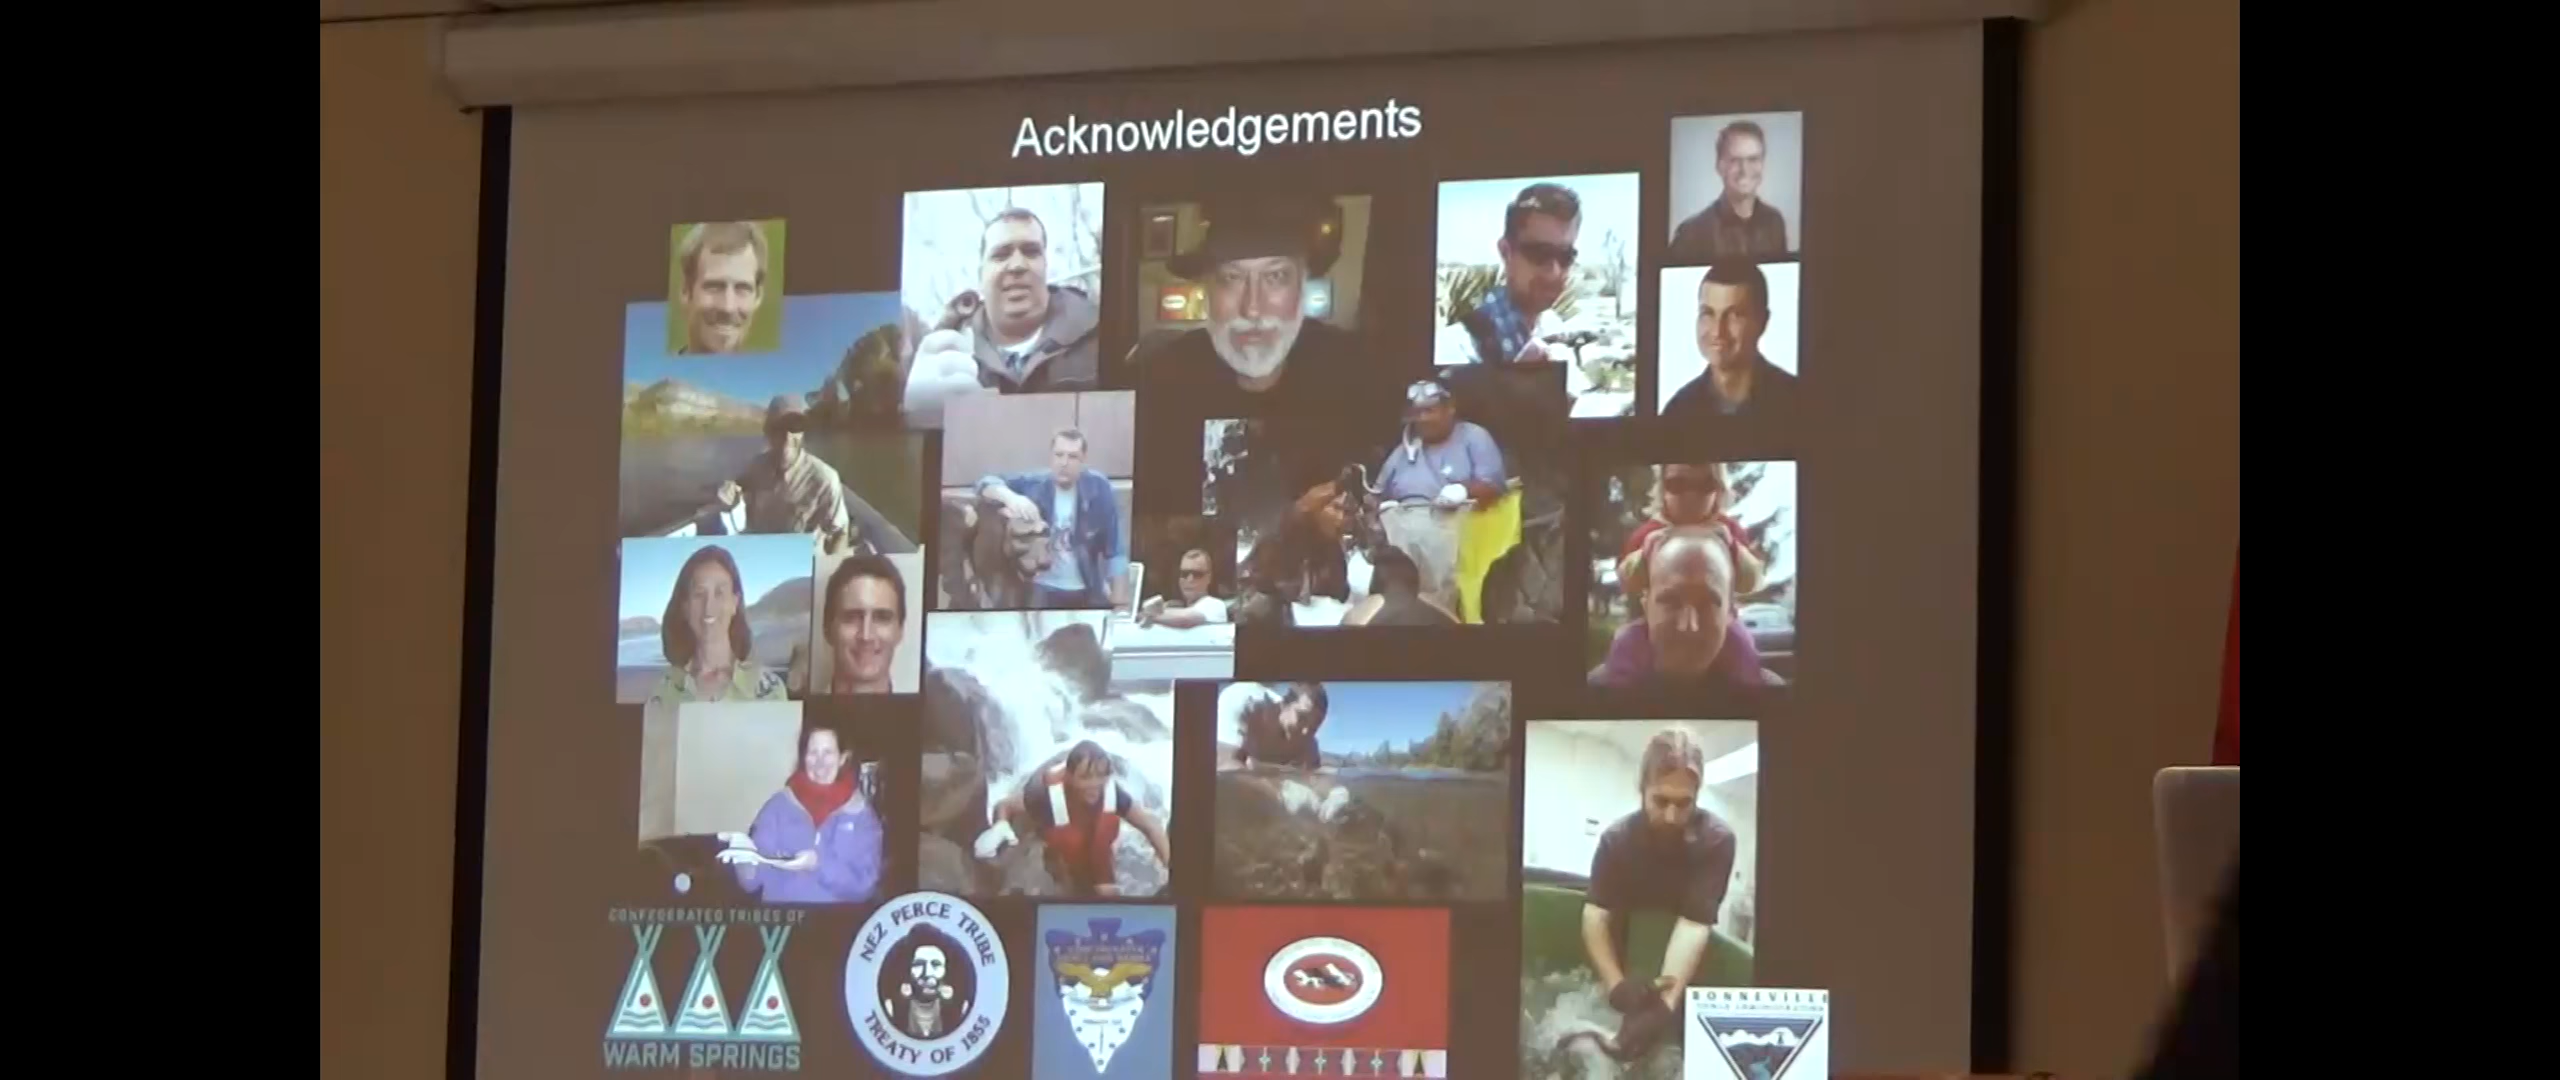 Acknowledgements
CONFEDERATED TRIBES OF
WARM SPRINGS
NEZ PERCE TRIBE
TREATY OF 1855
BONNEVILLE